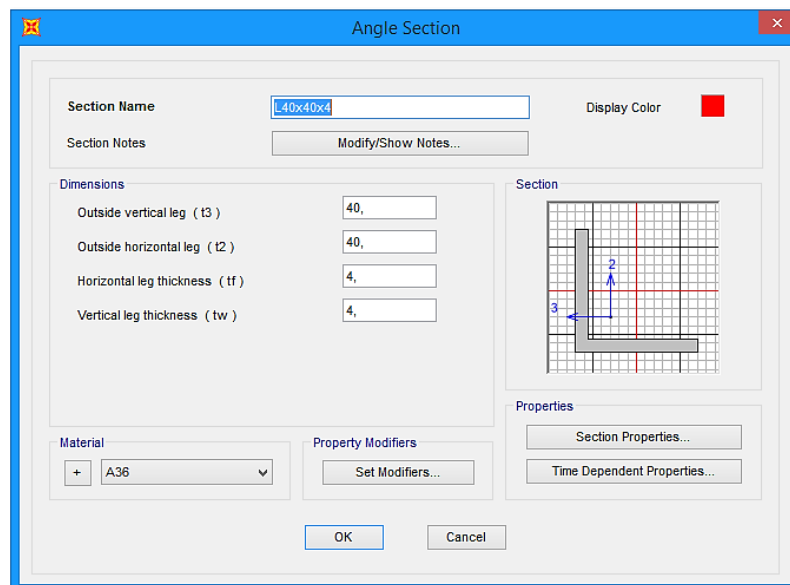 Angle Section
Section Name
L40x40x4
Display Color
Section Notes
Modify/Show Notes...
Dimensions
Outside vertical leg ( t3 )
40,
Outside horizontal leg ( t2 )
40,
Horizontal leg thickness ( tf )
4,
Vertical leg thickness ( tw )
4,
Section
2
3
Material
+
A36
Property Modifiers
Set Modifiers...
Properties
Section Properties...
Time Dependent Properties...
OK
Cancel